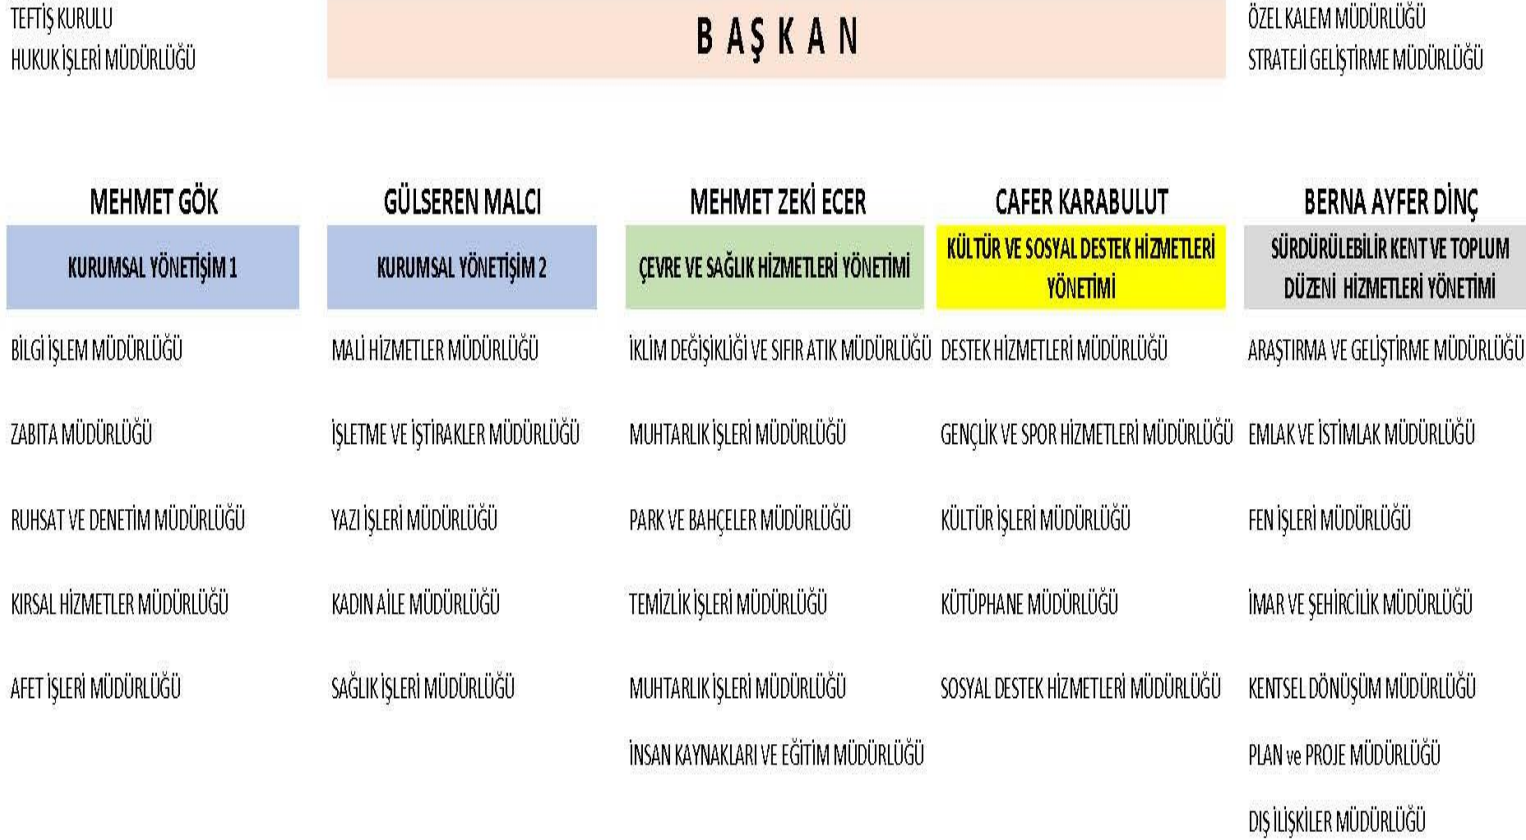 TEFTİŞ KURULU
HUKUK İŞLERİ MÜDÜRLÜĞÜ
B A Ş K A N
ÖZEL KALEM MÜDÜRLÜĞÜ
STRATEJİ GELİŞTİRME MÜDÜRLÜĞÜ
MEHMET GÖK
KURUMSAL YÖNETİŞİM 1
BİLGİ İŞLEM MÜDÜRLÜĞÜ
ZABITA MÜDÜRLÜĞÜ
RUHSAT VE DENETİM MÜDÜRLÜĞÜ
KIRSAL HİZMETLER MÜDÜRLÜĞÜ
AFET İŞLERİ MÜDÜRLÜĞÜ
GÜLSEREN MALCI
KURUMSAL YÖNETİŞİM 2
MALİ HİZMETLER MÜDÜRLÜĞÜ
İŞLETME VE İŞTİRAKLER MÜDÜRLÜĞÜ
YAZI İŞLERİ MÜDÜRLÜĞÜ
KADIN AİLE MÜDÜRLÜĞÜ
SAĞLIK İŞLERİ MÜDÜRLÜĞÜ
MEHMET ZEKİ ECER
ÇEVRE VE SAĞLIK HİZMETLERİ YÖNETİMİ
İKLİM DEĞİŞİKLİĞİ VE SIFIR ATIK MÜDÜRLÜĞÜ
MUHTARLIK İŞLERİ MÜDÜRLÜĞÜ
PARK VE BAHÇELER MÜDÜRLÜĞÜ
TEMİZLİK İŞLERİ MÜDÜRLÜĞÜ
MUHTARLIK İŞLERİ MÜDÜRLÜĞÜ
İNSAN KAYNAKLARI VE EĞİTİM MÜDÜRLÜĞÜ
CAFER KARABULUT
KÜLTÜR VE SOSYAL DESTEK HİZMETLERİ
YÖNETİMİ
DESTEK HİZMETLERİ MÜDÜRLÜĞÜ
GENÇLİK VE SPOR HİZMETLERİ MÜDÜRLÜĞÜ
KÜLTÜR İŞLERİ MÜDÜRLÜĞÜ
KÜTÜPHANE MÜDÜRLÜĞÜ
SOSYAL DESTEK HİZMETLERİ MÜDÜRLÜĞÜ
BERNA AYFER DİNÇ
SÜRDÜRÜLEBİLİR KENT VE TOPLUM
DÜZENİ HİZMETLERİ YÖNETİMİ
ARAŞTIRMA VE GELİŞTİRME MÜDÜRLÜĞÜ
EMLAK VE İSTİMLAK MÜDÜRLÜĞÜ
FEN İŞLERİ MÜDÜRLÜĞÜ
İMAR VE ŞEHİRCİLİK MÜDÜRLÜĞÜ
KENTSEL DÖNÜŞÜM MÜDÜRLÜĞÜ
PLAN ve PROJE MÜDÜRLÜĞÜ
DIŞ İLİŞKİLER MÜDÜRLÜĞÜ